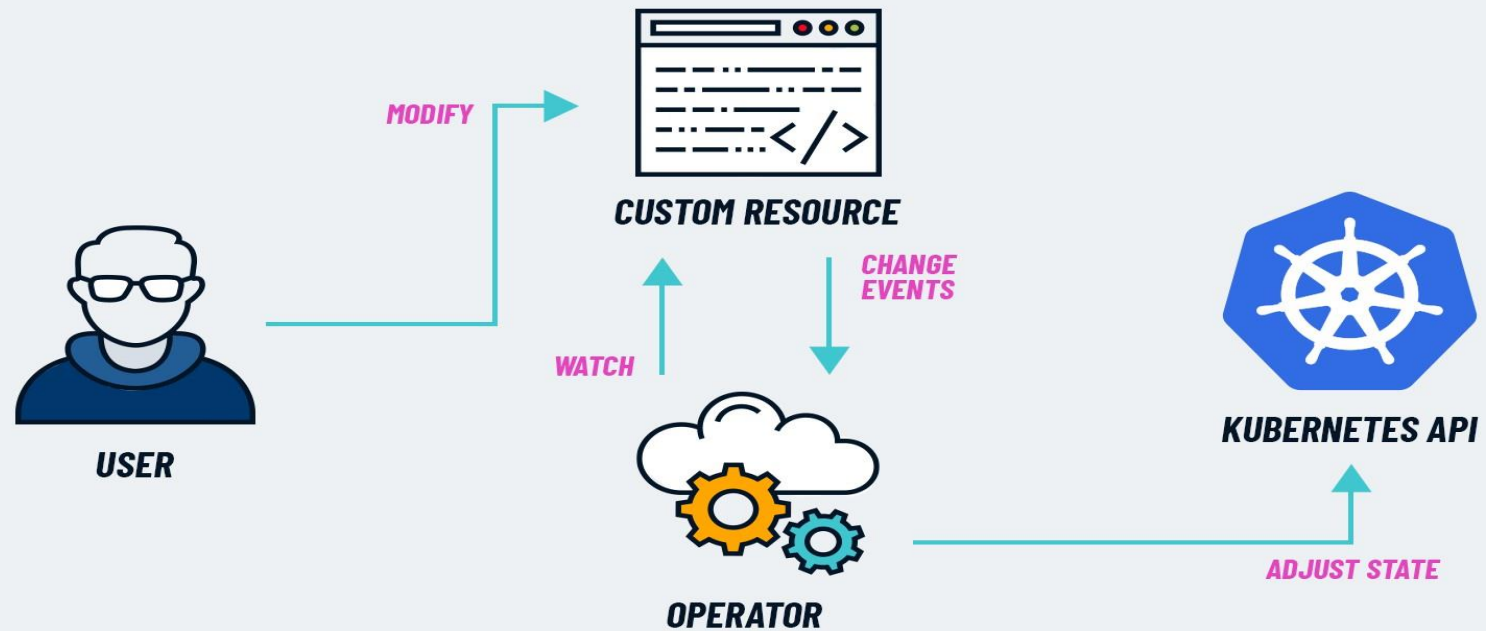 MODIFY
CUSTOM RESOURCE
CHANGE
EVENTS
WATCH
KUBERNETES API
USER
ADJUST STATE
OPERATOR